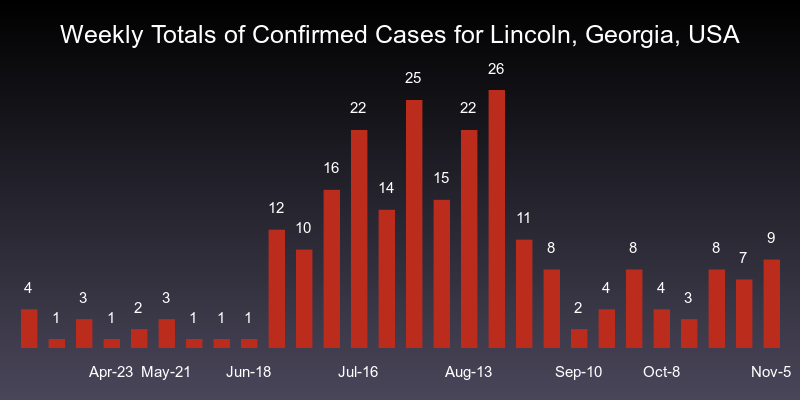 Weekly Totals of Confirmed Cases for Lincoln, Georgia, USA
4 1 3 1 2 3 1 1 1 12 10 16 22 14 25 15 22 26 11 8 2 4 8 4 3 8 7 9
Apr-23 May-21 Jun-18 Jul-16 Aug-13 Sep-10 Oct-8 Nov-5